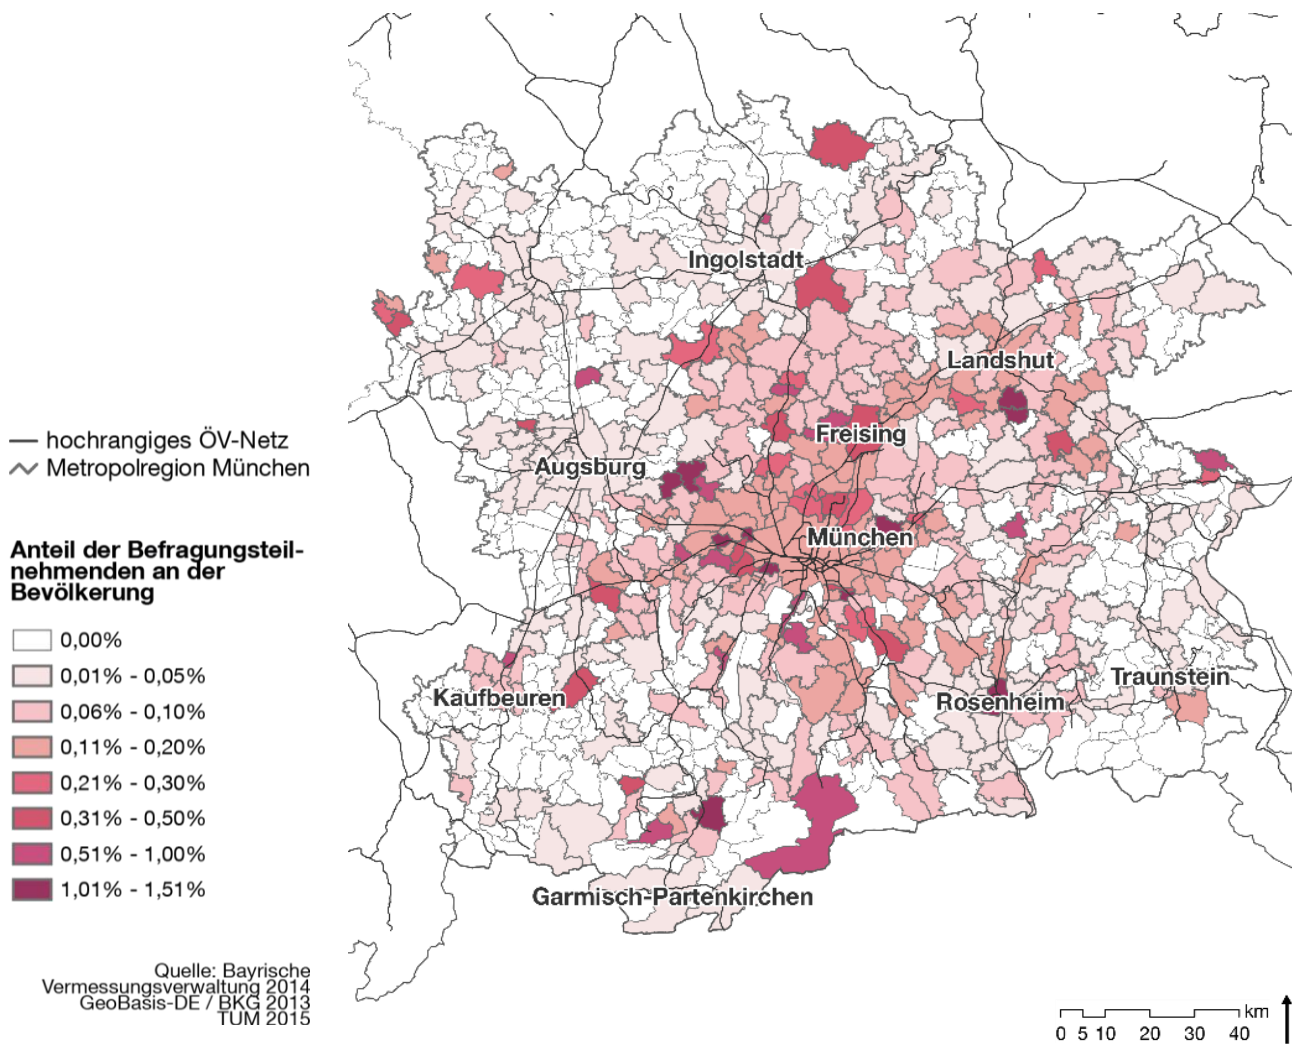 Ingolstadt
Landshut
Freising
Augsburg
München
Kaufbeuren
Rosenheim
Traunstein
Garmisch-Partenkirchen
hochrangiges ÖV-Netz
Metropolregion München
Anteil der Befragungsteil-
nehmenden an der
Bevölkerung
0,00%
0,01% - 0,05%
0,06% - 0,10%
0,11% - 0,20%
0,21% - 0,30%
0,31% - 0,50%
0,51% - 1,00%
1,01% - 1,51%
Quelle: Bayrische
Vermessungsverwaltung 2014
GeoBasis-DE / BKG 2013
TUM 2015
km
0 5 10 20 30 40